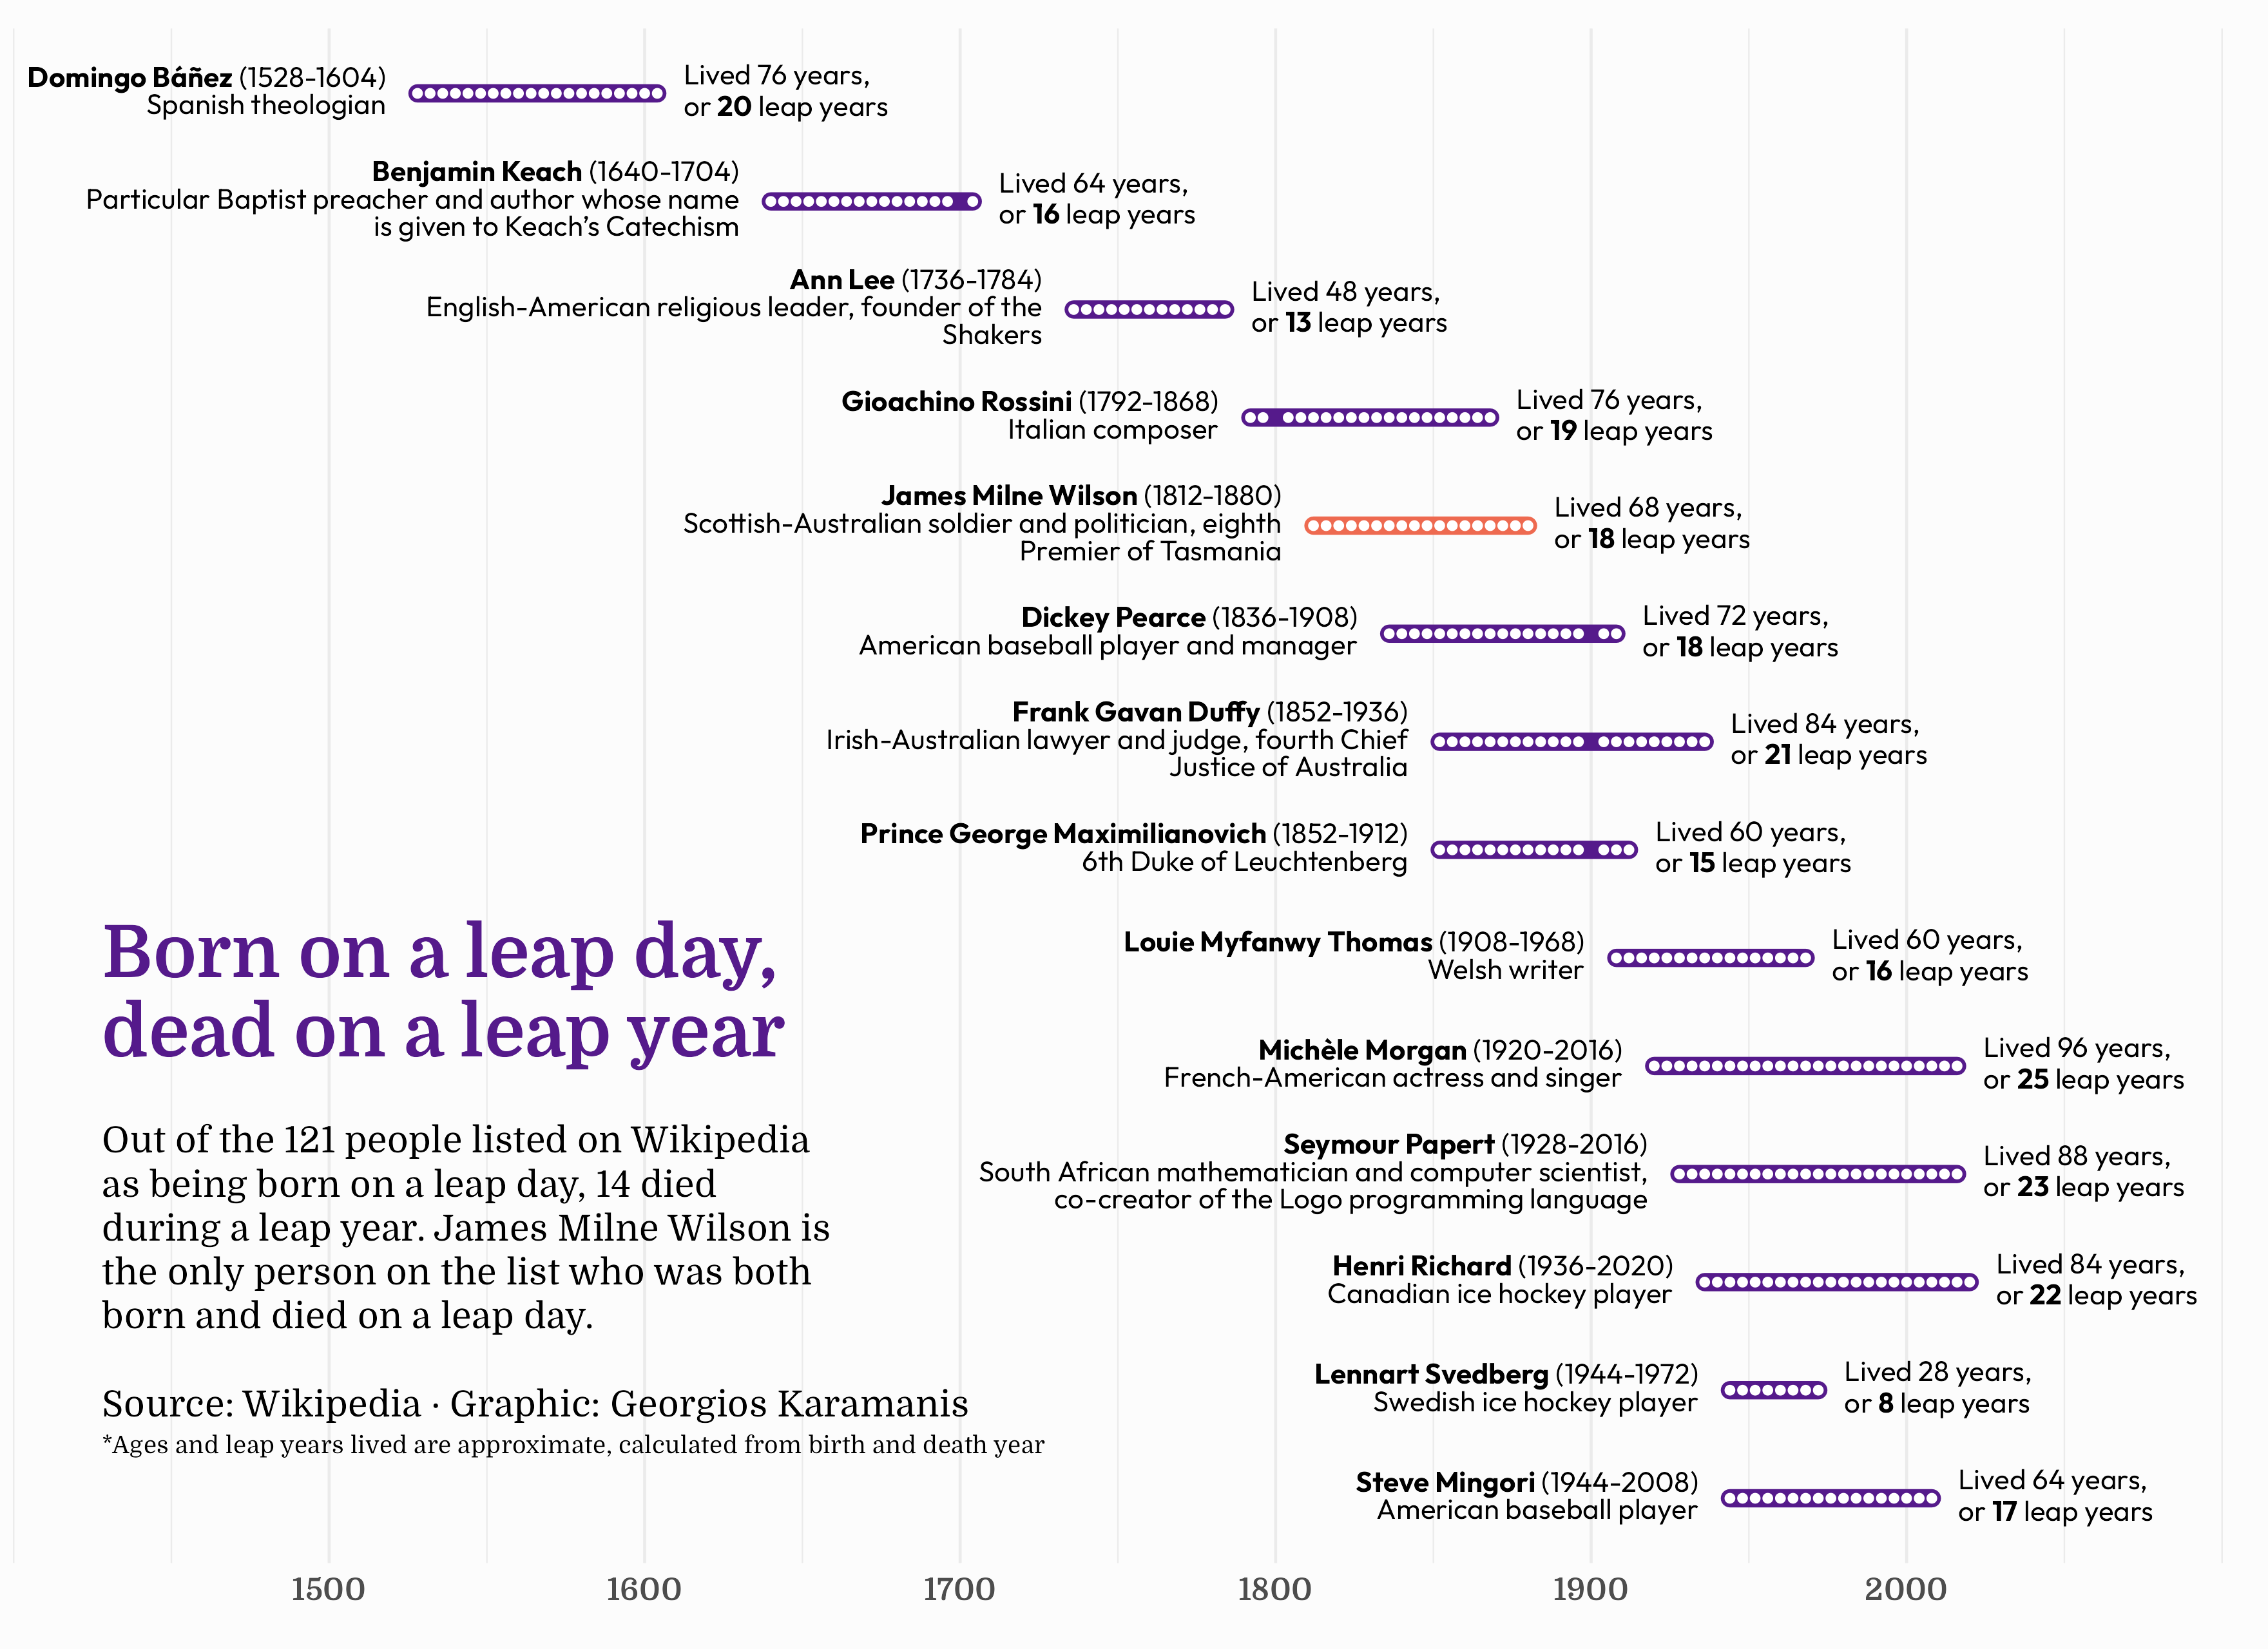 Domingo Báñez (1528-1604)
Spanish theologian
Lived 76 years,
or 20 leap years
Benjamin Keach (1640-1704)
Particular Baptist preacher and author whose name
is given to Keach’s Catechism
Lived 64 years,
or 16 leap years
Ann Lee (1736-1784)
English-American religious leader, founder of the
Shakers
Lived 48 years,
or 13 leap years
Gioachino Rossini (1792-1868)
Italian composer
Lived 76 years,
or 19 leap years
James Milne Wilson (1812-1880)
Scottish-Australian soldier and politician, eighth
Premier of Tasmania
Lived 68 years,
or 18 leap years
Dickey Pearce (1836-1908)
American baseball player and manager
Lived 72 years,
or 18 leap years
Frank Gavan Duffy (1852-1936)
Irish-Australian lawyer and judge, fourth Chief
Justice of Australia
Lived 84 years,
or 21 leap years
Prince George Maximilianovich (1852-1912)
6th Duke of Leuchtenberg
Lived 60 years,
or 15 leap years
Louie Myfanwy Thomas (1908-1968)
Welsh writer
Lived 60 years,
or 16 leap years
Michèle Morgan (1920-2016)
French-American actress and singer
Lived 96 years,
or 25 leap years
Seymour Papert (1928-2016)
South African mathematician and computer scientist,
co-creator of the Logo programming language
Lived 88 years,
or 23 leap years
Henri Richard (1936-2020)
Canadian ice hockey player
Lived 84 years,
or 22 leap years
Lennart Svedberg (1944-1972)
Swedish ice hockey player
Lived 28 years,
or 8 leap years
Steve Mingori (1944-2008)
American baseball player
Lived 64 years,
or 17 leap years
Born on a leap day,
dead on a leap year
Out of the 121 people listed on Wikipedia
as being born on a leap day, 14 died
during a leap year. James Milne Wilson is
the only person on the list who was both
born and died on a leap day.
Source: Wikipedia · Graphic: Georgios Karamanis
*Ages and leap years lived are approximate, calculated from birth and death year
1500 1600 1700 1800 1900 2000